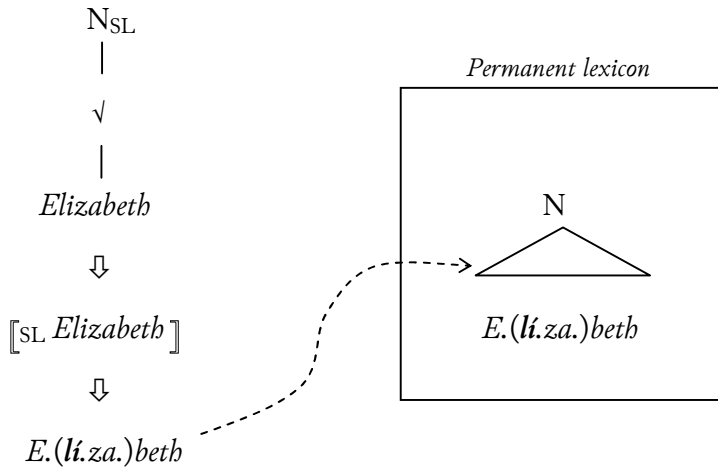 N_SL
√
Elizabeth
⇩
⟦SL Elizabeth⟧
⇩
E.(lí.za.)beth
Permanent lexicon
N
E.(lí.za.)beth